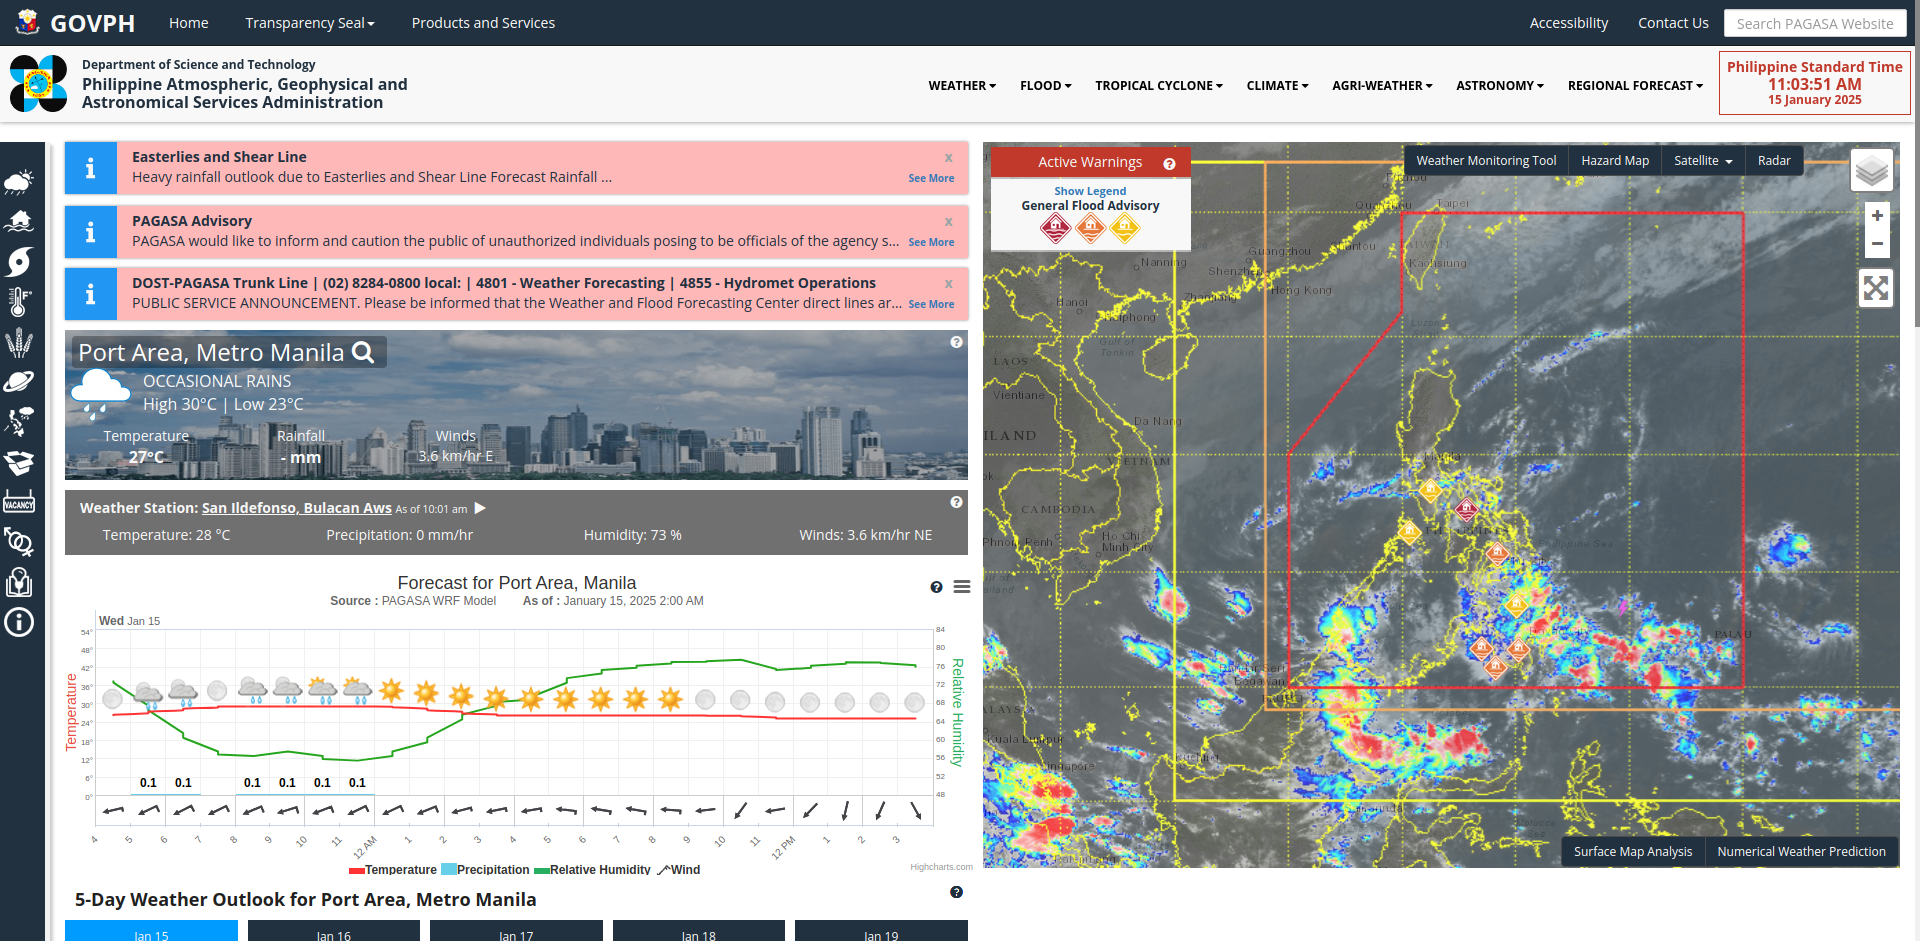 GOVPH
Home
Transparency Seal
Products and Services
Accessibility
Contact Us
Search PAGASA Website
Department of Science and Technology
Philippine Atmospheric, Geophysical and
Astronomical Services Administration
WEATHER
FLOOD
TROPICAL CYCLONE
CLIMATE
AGRI-WEATHER
ASTRONOMY
REGIONAL FORECAST
Philippine Standard Time
11:03:51 AM
15 January 2025
Easterlies and Shear Line
x
Heavy rainfall outlook due to Easterlies and Shear Line Forecast Rainfall ...
See More
PAGASA Advisory
x
PAGASA would like to inform and caution the public of unauthorized individuals posing to be officials of the agency s...
See More
DOST-PAGASA Trunk Line | (02) 8284-0800 local: | 4801 - Weather Forecasting | 4855 - Hydromet Operations
x
PUBLIC SERVICE ANNOUNCEMENT. Please be informed that the Weather and Flood Forecasting Center direct lines ar...
See More
VACANCY
Port Area, Metro Manila
OCCASIONAL RAINS
High 30°C | Low 23°C
Temperature
27°C
Rainfall
- mm
Winds
3.6 km/hr E
Weather Station: San Ildefonso, Bulacan Aws As of 10:01 am
Temperature: 28 °C
Precipitation: 0 mm/hr
Humidity: 73 %
Winds: 3.6 km/hr NE
Forecast for Port Area, Manila
Source : PAGASA WRF Model As of : January 15, 2025 2:00 AM
Wed Jan 15
Temperature
54°
48°
42°
36°
30°
24°
18°
12°
6°
0°
0.1
0.1
0.1
0.1
0.1
0.1
84
80
76
72
68
64
60
56
52
48
Relative Humidity
4
5
6
7
8
9
10
11
12 AM
1
2
3
4
5
6
7
8
9
10
11
12 PM
1
2
3
Temperature
Precipitation
Relative Humidity
Wind
Highcharts.com
5-Day Weather Outlook for Port Area, Metro Manila
Jan 15
Jan 16
Jan 17
Jan 18
Jan 19
Active Warnings
Show Legend
General Flood Advisory
Weather Monitoring Tool
Hazard Map
Satellite
Radar
+
−
Taipei
TAIWAN
Kaohsiung
Guangzhou
Shenzhen
Hong Kong
Nanning
Zhanjiang
Hanoi
Haiphong
Gulf of
Tonkin
LAOS
Vientiane
Da Nang
ILAND
VIETNAM
CAMBODIA
Phnom Penh
Ho Chi
Minh City
Luzon
Manila
Philippine Sea
PALAU
Bandar Seri
Begawan
ALAYS
Kuala Lumpur
Singapore
Kuching
Surface Map Analysis
Numerical Weather Prediction